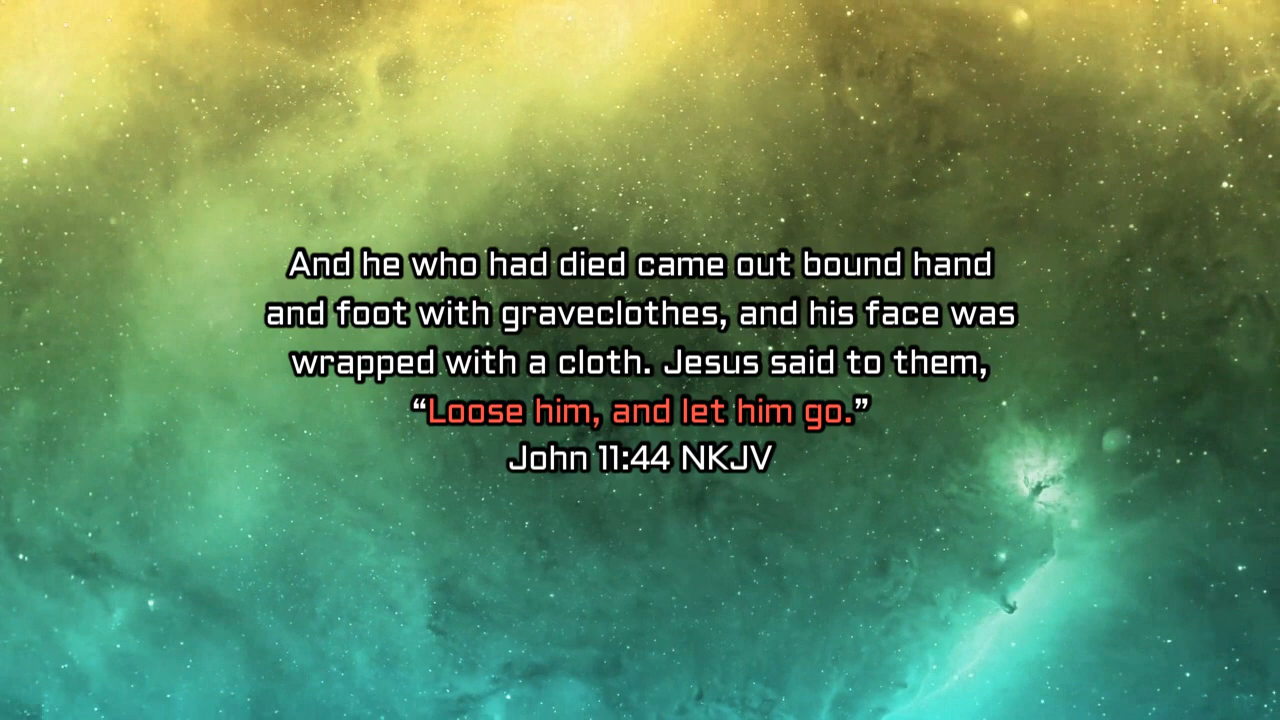 And he who had died came out bound hand
and foot with graveclothes, and his face was
wrapped with a cloth. Jesus said to them,
“Loose him, and let him go.”
John 11:44 NKJV